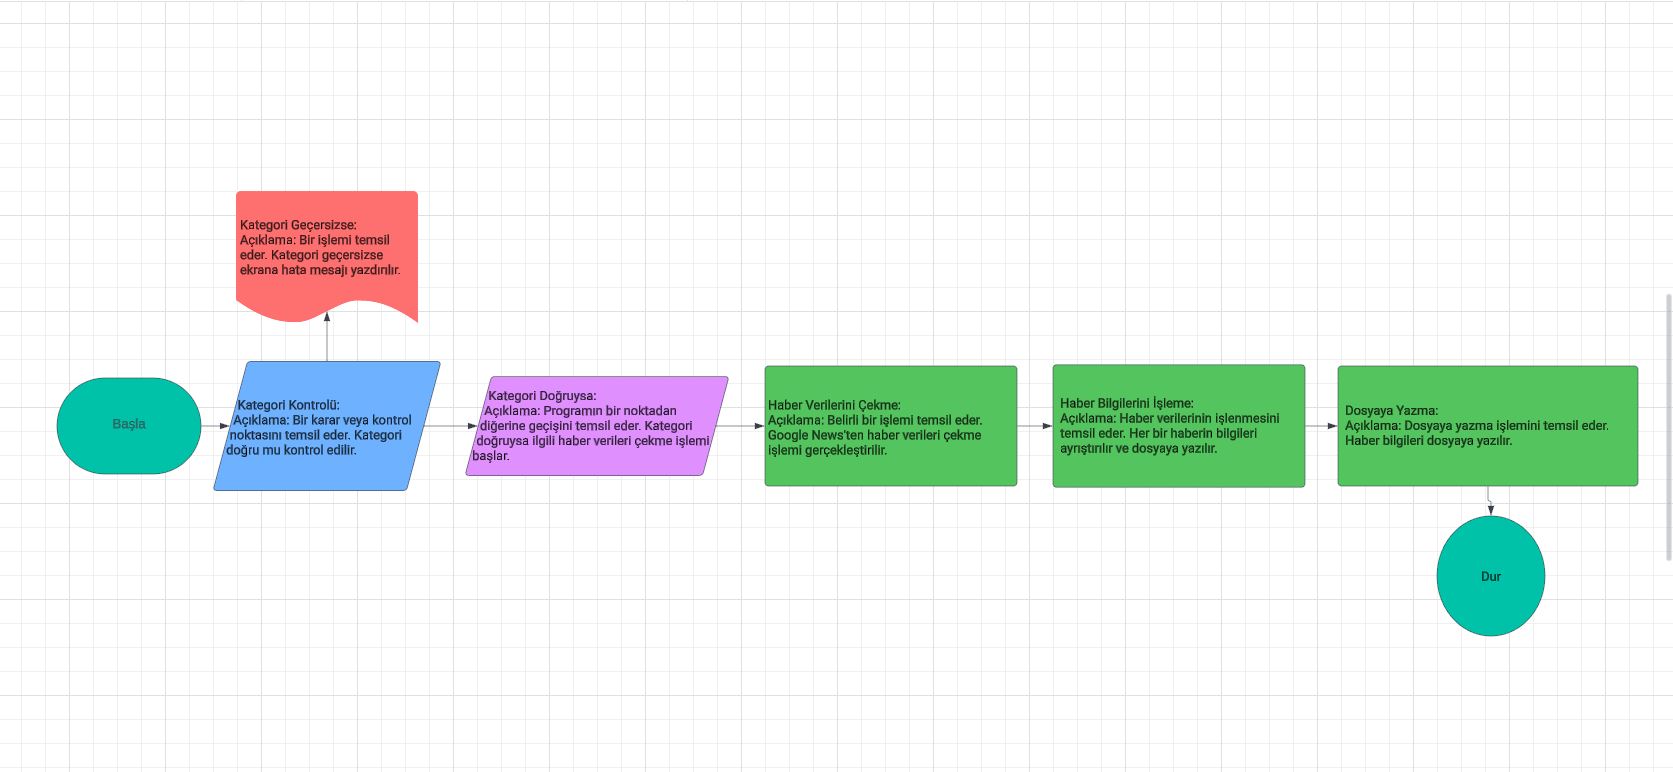 Kategori Geçersizse:
Açıklama: Bir işlemi temsil
eder. Kategori geçersizse
ekrana hata mesajı yazdırılır.
Başla
Kategori Kontrolü:
Açıklama: Bir karar veya kontrol
noktasını temsil eder. Kategori
doğru mu kontrol edilir.
Kategori Doğruysa:
Açıklama: Programın bir noktadan
diğerine geçişini temsil eder. Kategori
doğruysa ilgili haber verileri çekme işlemi
başlar.
Haber Verilerini Çekme:
Açıklama: Belirli bir işlemi temsil eder.
Google News'ten haber verileri çekme
işlemi gerçekleştirilir.
Haber Bilgilerini İşleme:
Açıklama: Haber verilerinin işlenmesini
temsil eder. Her bir haberin bilgileri
ayrıştırılır ve dosyaya yazılır.
Dosyaya Yazma:
Açıklama: Dosyaya yazma işlemini temsil eder.
Haber bilgileri dosyaya yazılır.
Dur